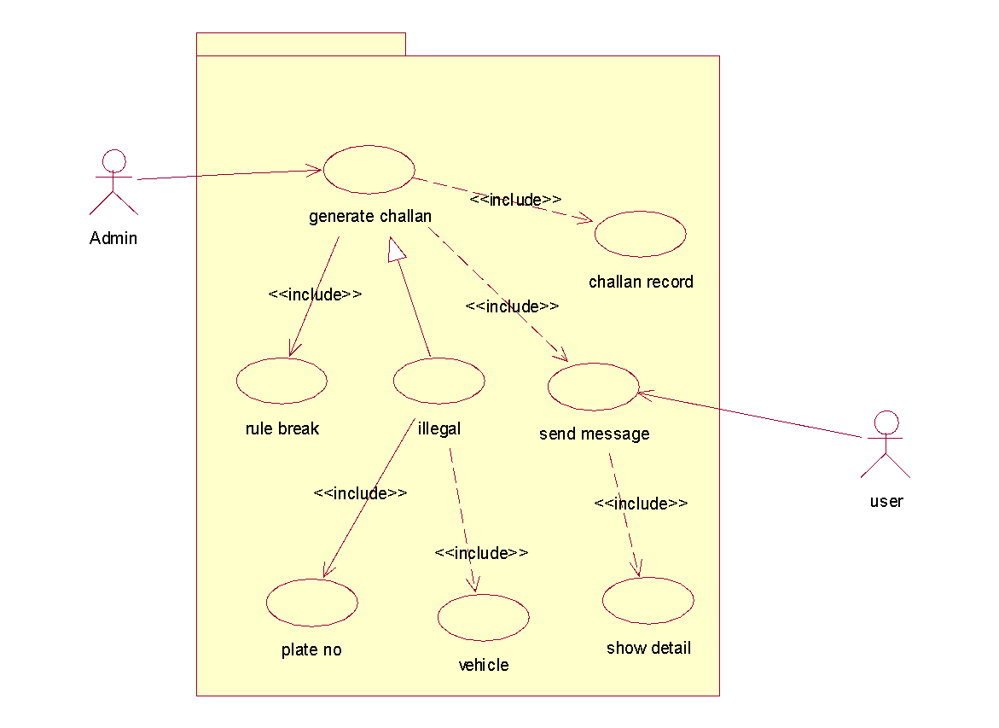 <<include>>
generate challan
Admin
challan record
<<include>>
<<include>>
rule break
illegal
send message
<<include>>
<<include>>
user
<<include>>
plate no
show detail
vehicle